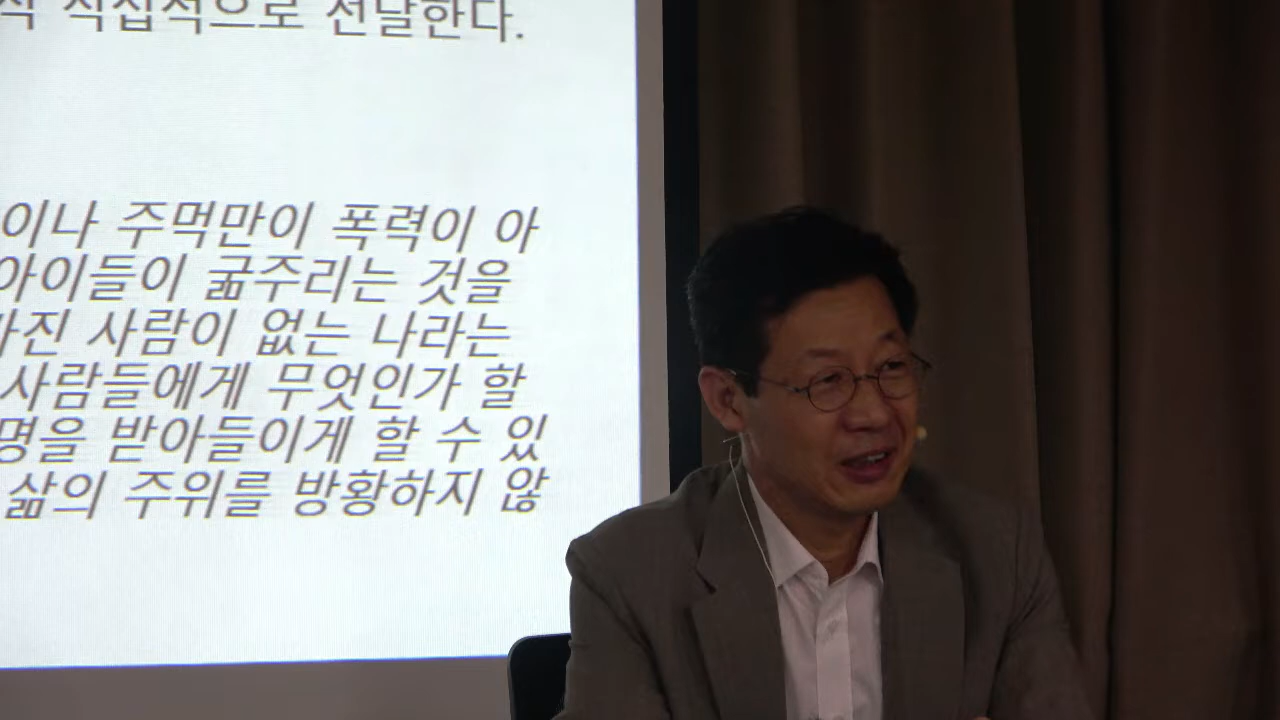 직접적으로 전달한다.
이나 주먹만이 폭력이 아
아이들이 굶주리는 것을
가진 사람이 없는 나라는
사람들에게 무엇인가 할
명을 받아들이게 할 수 있
삶의 주위를 방황하지 않